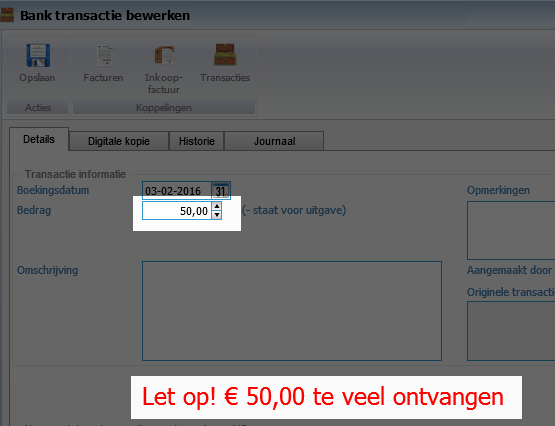 Bank transactie bewerken
Opslaan
Facturen
Inkoop-
factuur
Transacties
Acties
Koppelingen
Details
Digitale kopie
Historie
Journaal
Transactie informatie
Boekingsdatum
03-02-2016
31
Opmerkingen
Bedrag
50,00
(- staat voor uitgave)
Omschrijving
Aangemaakt door
Originele transacti
Let op! € 50,00 te veel ontvangen